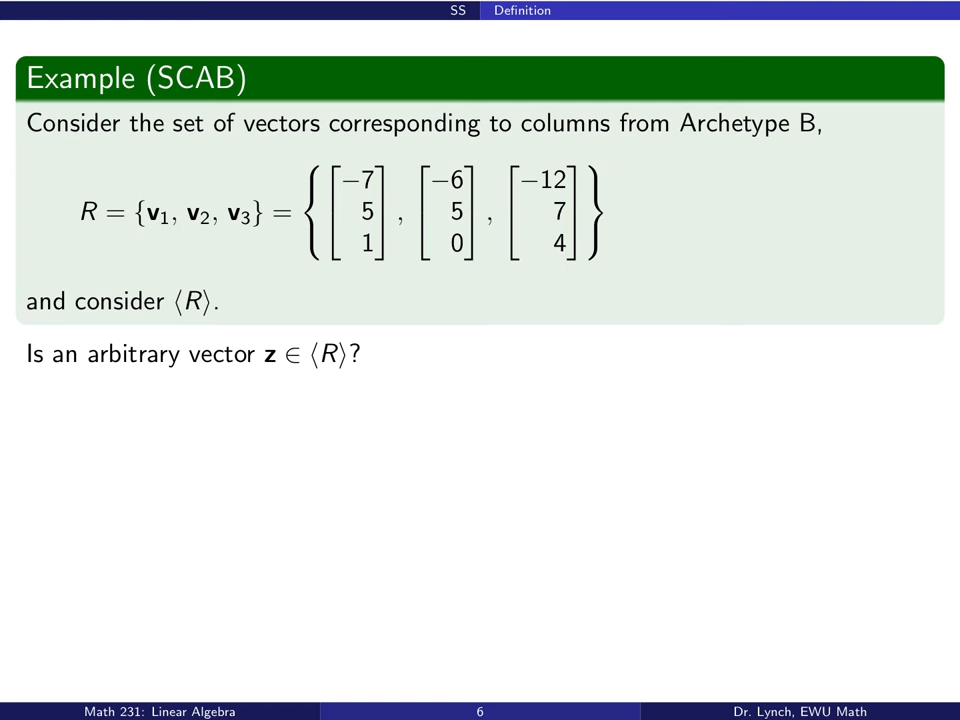 SS Definition
Example (SCAB)
Consider the set of vectors corresponding to columns from Archetype B,
R = {v₁, v₂, v₃} = { [−7 5 1], [−6 5 0], [−12 7 4] }
and consider ⟨R⟩.
Is an arbitrary vector z ∈ ⟨R⟩?
Math 231: Linear Algebra 6 Dr. Lynch, EWU Math